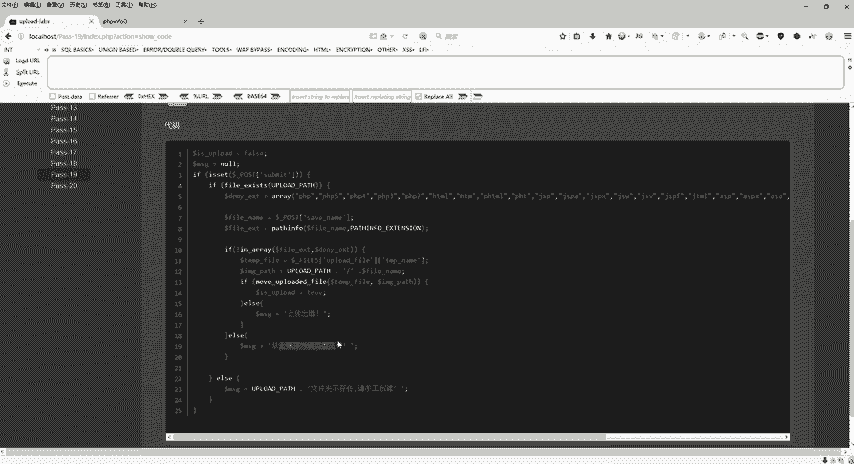 文件(F) 编辑(E) 查看(V) 历史(S) 书签(B) 工具(T) 帮助(H)
upload-labs phpinfo()
localhost/Pass-19/index.php?action=show_code
INT SQL BASICS▾ UNION BASED▾ ERROR/DOUBLE QUERY▾ TOOLS▾ WAF BYPASS▾ ENCODING▾ HTML▾ ENCRYPTION▾ OTHER▾ XSS▾ LFI▾
Load URL
Split URL
Execute
Post data Referrer 0xHEX %URL BASE64 Insert string to replace Insert replacing string Replace All
Pass-13
Pass-14
Pass-15
Pass-16
Pass-17
Pass-18
Pass-19
Pass-20
代码
1 $is_upload = false;
2 $msg = null;
3 if (isset($_POST['submit'])) {
4 if (file_exists(UPLOAD_PATH)) {
5 $deny_ext = array("php","php5","php4","php3","php2","html","htm","phtml","pht","jsp","jspa","jspx","jsw","jsv","jspf","jtml","asp","aspx","asa",
6
7 $file_name = $_POST['save_name'];
8 $file_ext = pathinfo($file_name,PATHINFO_EXTENSION);
9
10 if(!in_array($file_ext,$deny_ext)) {
11 $temp_file = $_FILES['upload_file']['tmp_name'];
12 $img_path = UPLOAD_PATH . '/' .$file_name;
13 if (move_uploaded_file($temp_file, $img_path)) {
14 $is_upload = true;
15 }else{
16 $msg = '上传出错！';
17 }
18 }else{
19 $msg = '禁
20 }
21
22 } else {
23 $msg = UPLOAD_PATH . '文件夹不存在,请手工创建！';
24 }
25 }